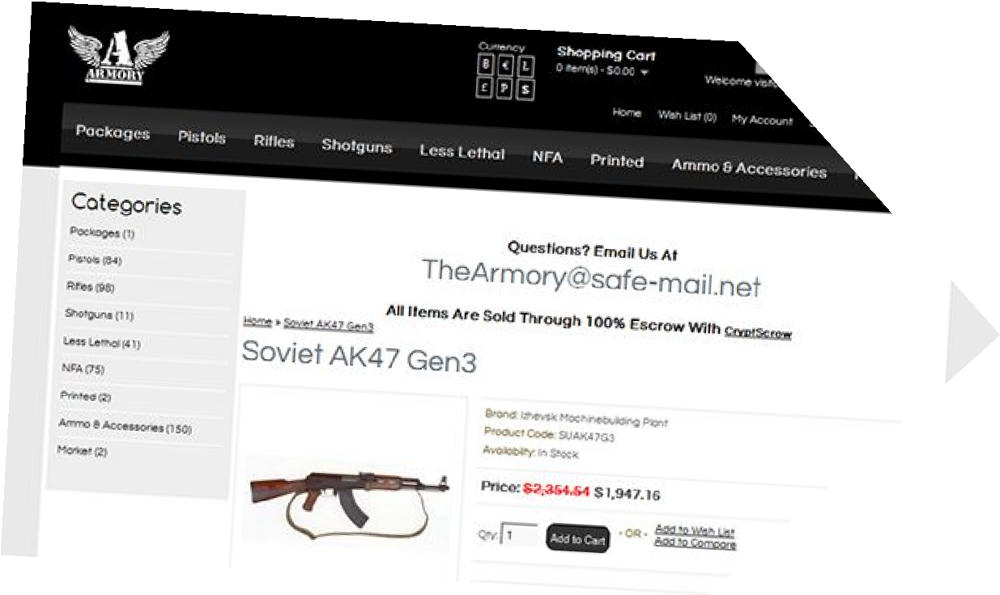 A
ARMORY
Currency
B € L
£ P $
Shopping Cart
0 item(s) - $0.00
Welcome
Home Wish List (0) My Account
Packages Pistols Rifles Shotguns Less Lethal NFA Printed Ammo & Accessories
Categories
Packages (1)
Pistols (84)
Rifles (98)
Shotguns (11)
Less Lethal (41)
NFA (75)
Printed (2)
Ammo & Accessories (150)
Market (2)
Questions? Email Us At
TheArmory@safe-mail.net
All Items Are Sold Through 100% Escrow With CryptScrow
Home » Soviet AK47 Gen3
Soviet AK47 Gen3
Brand: Izhevsk Machinebuilding Plant
Product Code: SUAK47G3
Availability: In Stock
Price: $2,354.54 $1,947.16
Qty: 1 Add to Cart - OR - Add to Wish List
Add to Compare